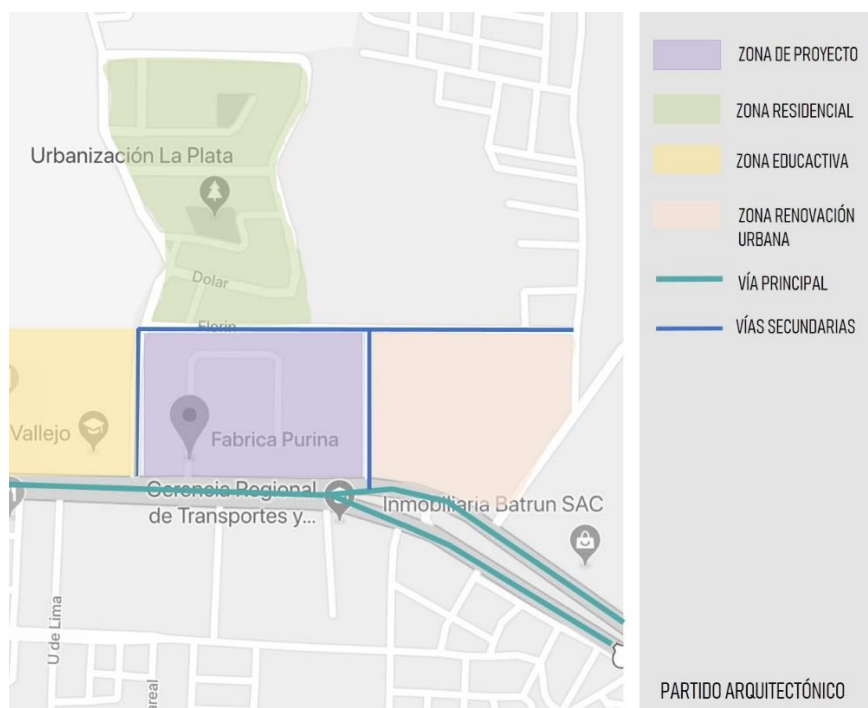 Urbanización La Plata
Dolar
Florin
Vallejo
Fabrica Purina
Gerencia Regional
de Transportes y...
Inmobiliaria Batrun SAC
U de Lima
areal
ZONA DE PROYECTO
ZONA RESIDENCIAL
ZONA EDUCACTIVA
ZONA RENOVACIÓN
URBANA
VÍA PRINCIPAL
VÍAS SECUNDARIAS
PARTIDO ARQUITECTÓNICO